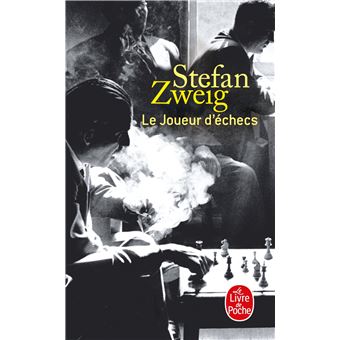 Stefan
Zweig
Le Joueur d'échecs
Le
Livre
de
Poche